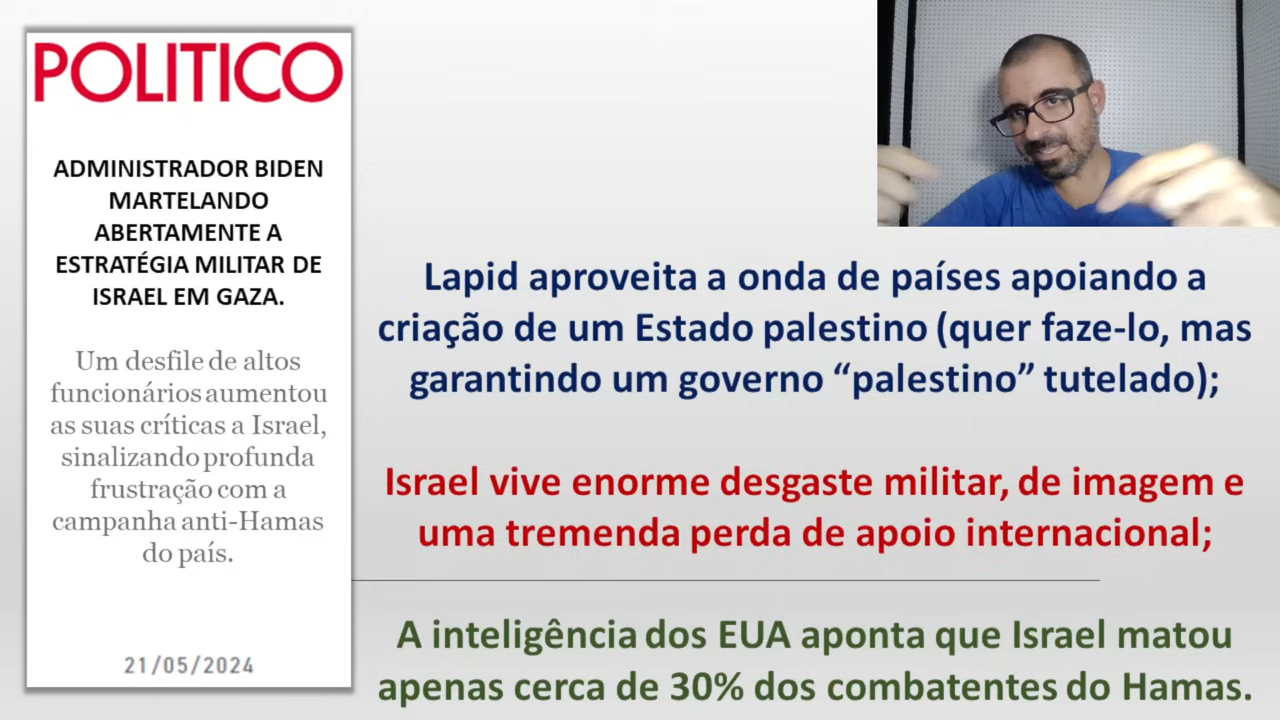 POLITICO
ADMINISTRADOR BIDEN
MARTELANDO
ABERTAMENTE A
ESTRATÉGIA MILITAR DE
ISRAEL EM GAZA.
Um desfile de altos
funcionários aumentou
as suas críticas a Israel,
sinalizando profunda
frustração com a
campanha anti-Hamas
do país.
21/05/2024
Lapid aproveita a onda de países apoiando a
criação de um Estado palestino (quer faze-lo, mas
garantindo um governo “palestino” tutelado);
Israel vive enorme desgaste militar, de imagem e
uma tremenda perda de apoio internacional;
A inteligência dos EUA aponta que Israel matou
apenas cerca de 30% dos combatentes do Hamas.